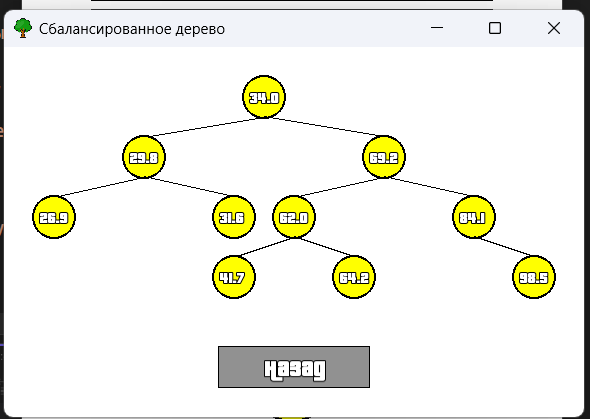 Сбалансированное дерево
34.0
29.8 69.2
26.9 31.6 62.0 84.1
41.7 64.2 98.5
Назад